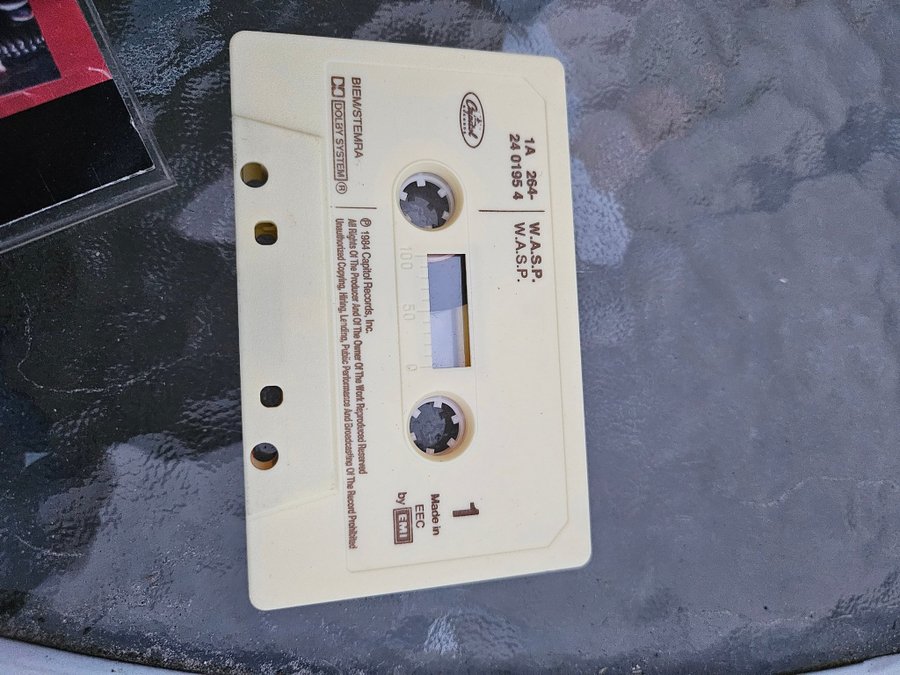 Capitol
1A 264-
24 0195 4
W.A.S.P.
W.A.S.P.
BIEM/STEMRA
DOLBY SYSTEM ®
100 50 0
1
Made in
EEC
by EMI
℗ 1984 Capitol Records, Inc.
All Rights Of The Producer And Of The Owner Of The Work Reproduced Reserved
Unauthorized Copying, Hiring, Lending, Public Performance And Broadcasting Of The Record Prohibited